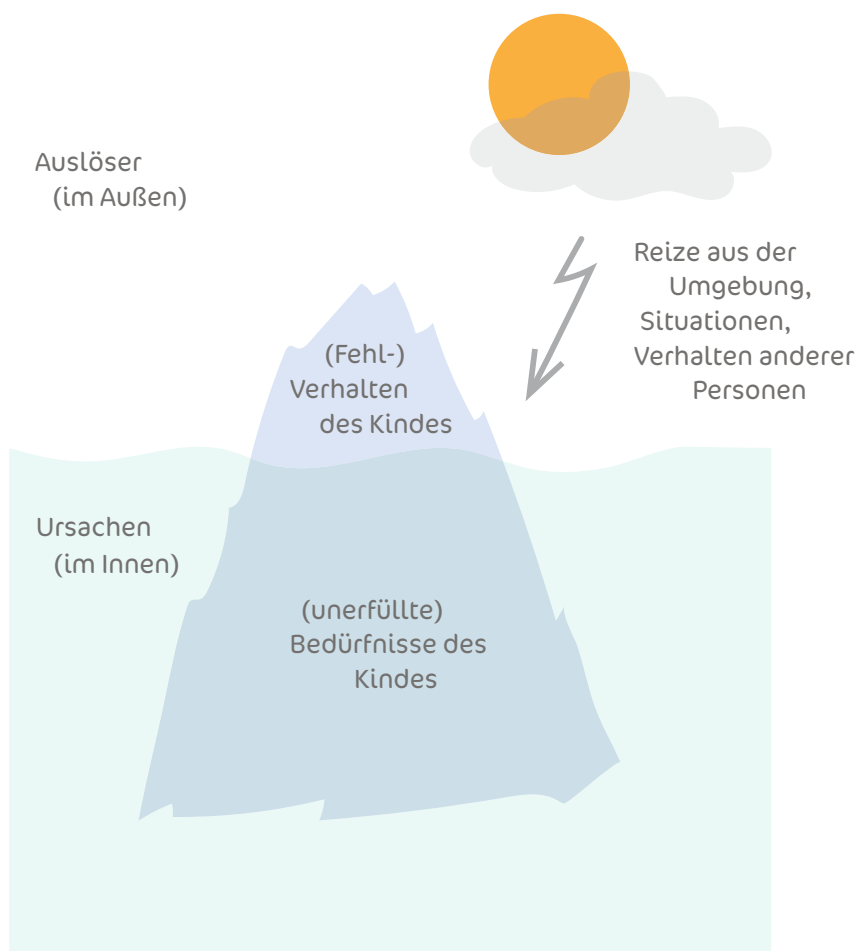 Auslöser
(im Außen)
Reize aus der
Umgebung,
Situationen,
Verhalten anderer
Personen
(Fehl-)
Verhalten
des Kindes
Ursachen
(im Innen)
(unerfüllte)
Bedürfnisse des
Kindes